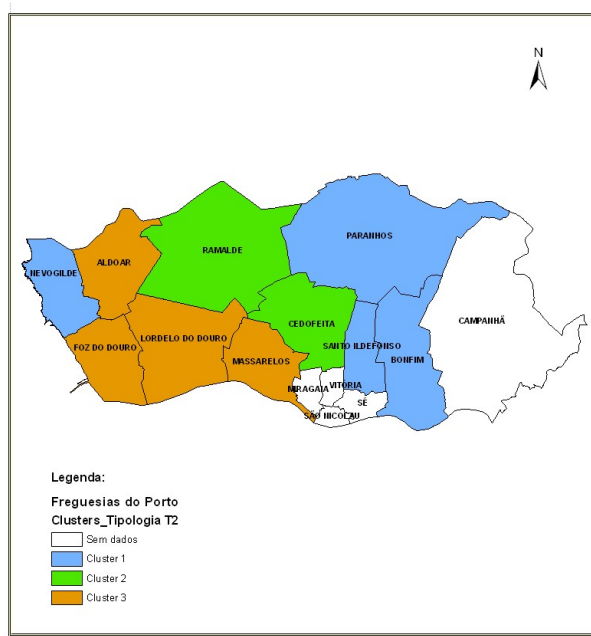 N
PARANHOS
RAMALDE
ALDOAR
NEVOGILDE
CAMPANHÃ
CEDOFEITA
LORDELO DO DOURO
SANTO ILDEFONSO
FOZ DO DOURO
MASSARELOS
BONFIM
MIRAGAIA
VITÓRIA
SÉ
SÃO NICOLAU
Legenda:
Freguesias do Porto
Clusters_Tipologia T2
Sem dados
Cluster 1
Cluster 2
Cluster 3